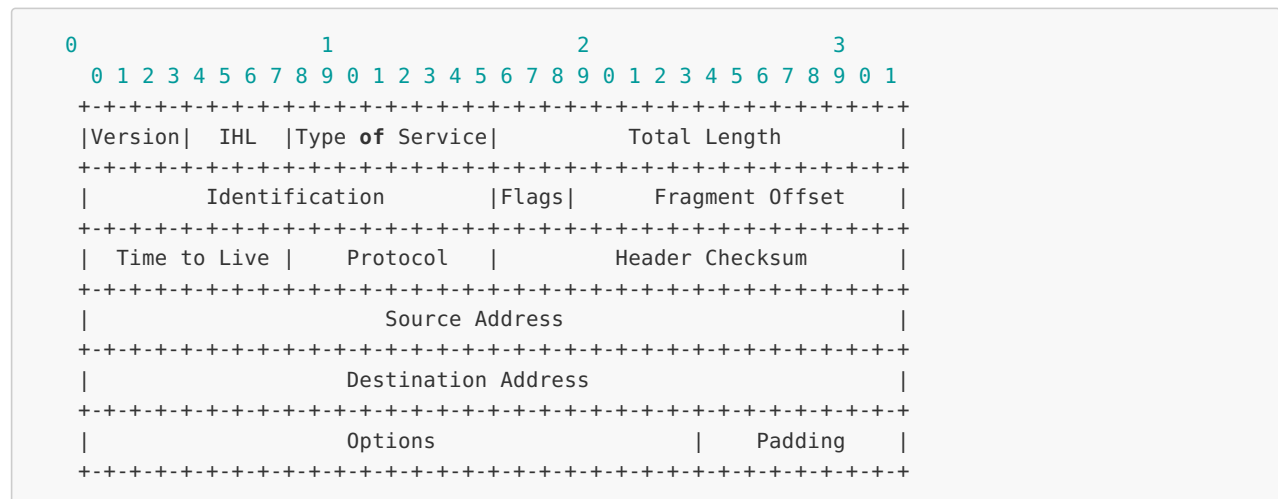 0                   1                   2                   3
 0 1 2 3 4 5 6 7 8 9 0 1 2 3 4 5 6 7 8 9 0 1 2 3 4 5 6 7 8 9 0 1
+-+-+-+-+-+-+-+-+-+-+-+-+-+-+-+-+-+-+-+-+-+-+-+-+-+-+-+-+-+-+-+-+
|Version|  IHL  |Type of Service|          Total Length         |
+-+-+-+-+-+-+-+-+-+-+-+-+-+-+-+-+-+-+-+-+-+-+-+-+-+-+-+-+-+-+-+-+
|         Identification        |Flags|      Fragment Offset    |
+-+-+-+-+-+-+-+-+-+-+-+-+-+-+-+-+-+-+-+-+-+-+-+-+-+-+-+-+-+-+-+-+
|  Time to Live |    Protocol   |         Header Checksum       |
+-+-+-+-+-+-+-+-+-+-+-+-+-+-+-+-+-+-+-+-+-+-+-+-+-+-+-+-+-+-+-+-+
|                       Source Address                          |
+-+-+-+-+-+-+-+-+-+-+-+-+-+-+-+-+-+-+-+-+-+-+-+-+-+-+-+-+-+-+-+-+
|                    Destination Address                        |
+-+-+-+-+-+-+-+-+-+-+-+-+-+-+-+-+-+-+-+-+-+-+-+-+-+-+-+-+-+-+-+-+
|                    Options                    |    Padding    |
+-+-+-+-+-+-+-+-+-+-+-+-+-+-+-+-+-+-+-+-+-+-+-+-+-+-+-+-+-+-+-+-+